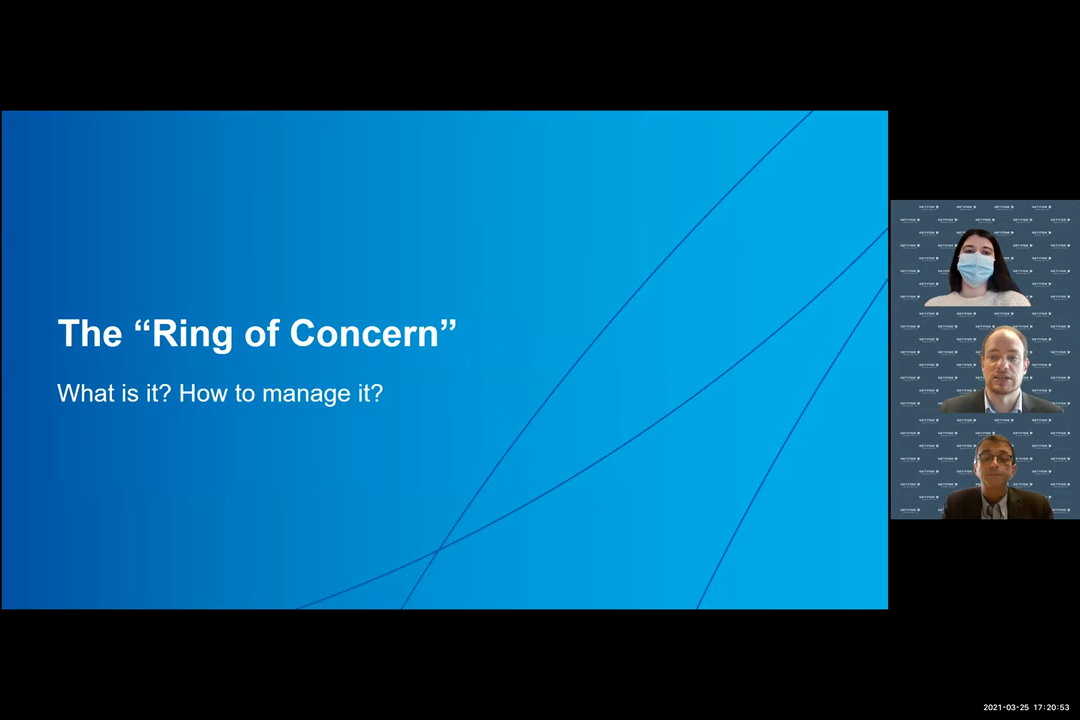 The “Ring of Concern”
What is it? How to manage it?
2021-03-25 17:20:53